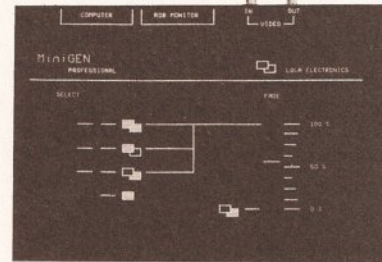 COMPUTER
RGB MONITOR
IN
OUT
VIDEO
MiniGEN
PROFESSIONAL
LOLA ELECTRONICS
SELECT
FADE
100 %
50 %
0 %